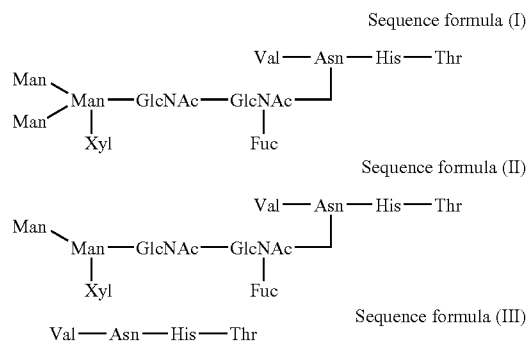 Sequence formula (I)
Val Asn His Thr
Man
Man GlcNAc GlcNAc
Man
Xyl Fuc
Sequence formula (II)
Val Asn His Thr
Man
Man GlcNAc GlcNAc
Xyl Fuc
Sequence formula (III)
Val Asn His Thr